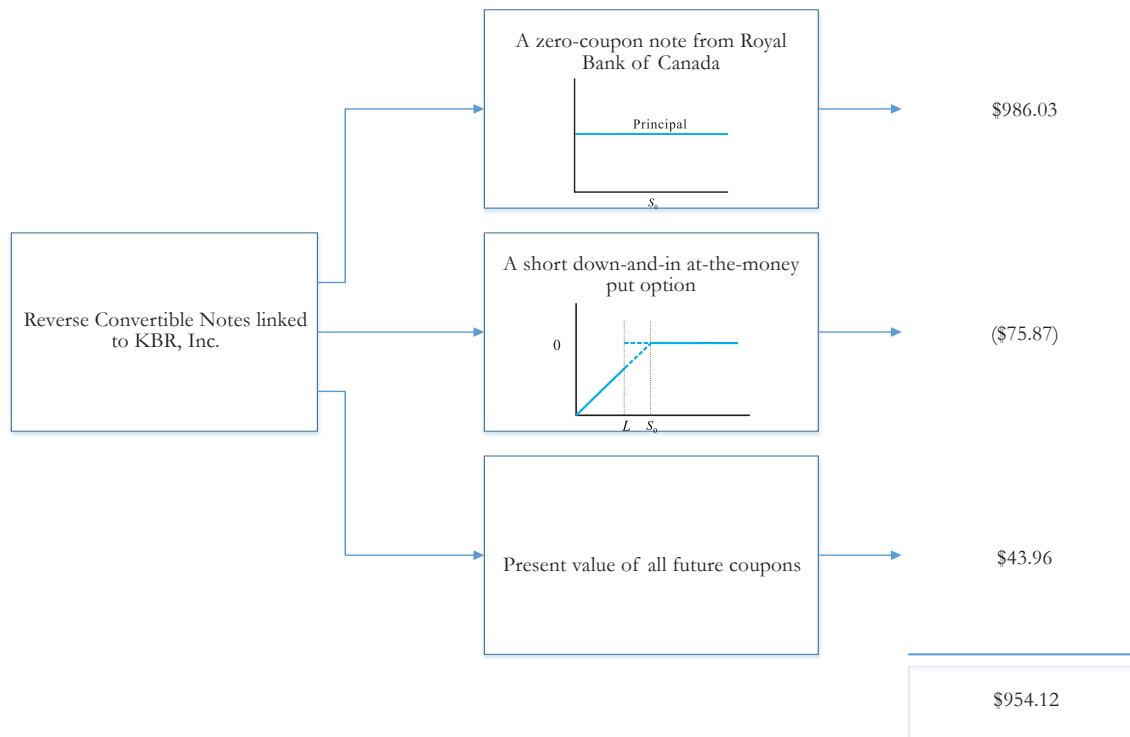 A zero-coupon note from Royal
Bank of Canada
Principal
S₀
$986.03
Reverse Convertible Notes linked
to KBR, Inc.
A short down-and-in at-the-money
put option
0
L S₀
($75.87)
Present value of all future coupons
$43.96
$954.12